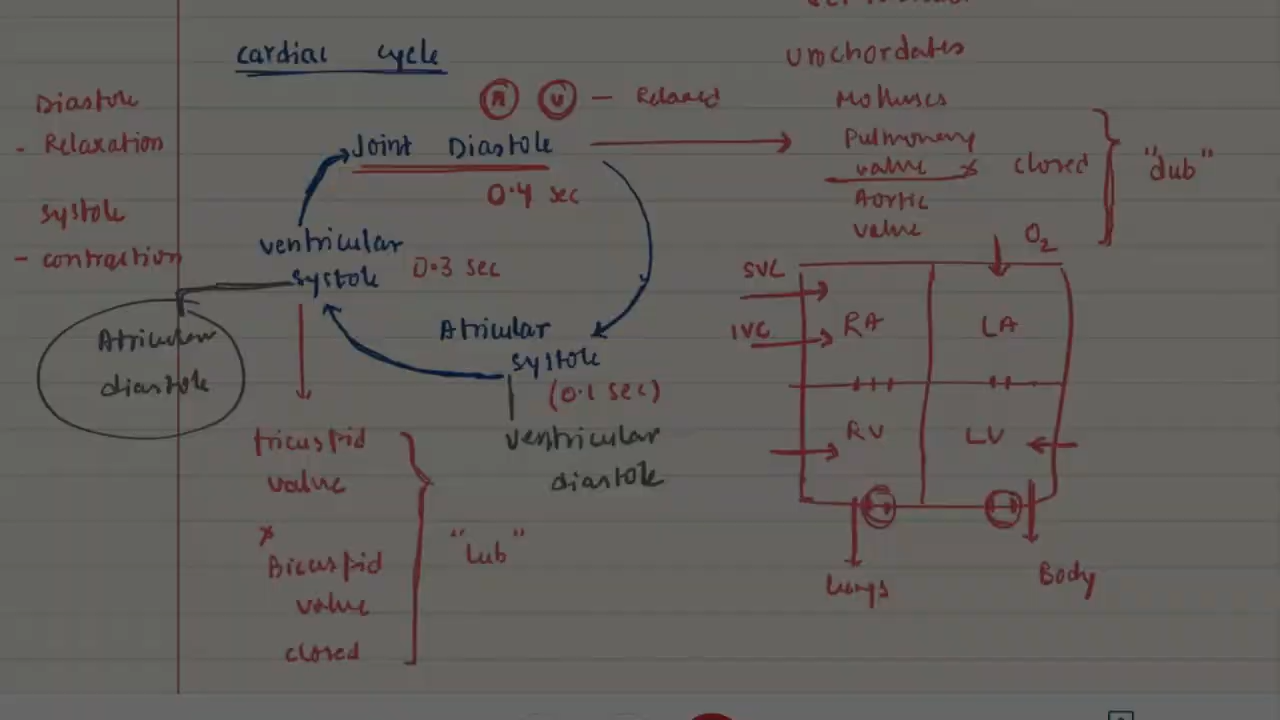 cardiac cycle
urochordates
Diastole
- Relaxation
systole
- contraction
A V - Relaxed
Molluscs
Joint Diastole
0.4 sec
Pulmonary
valve x closed
Aortic
valve
"dub"
ventricular
systole 0.3 sec
Atricular
diastole
Atricular
systole
(0.1 sec)
ventricular
diastole
tricuspid
valve
x
Bicuspid
valve
closed
"Lub"
O2
SVC
IVC
RA LA
RV LV
lungs
Body